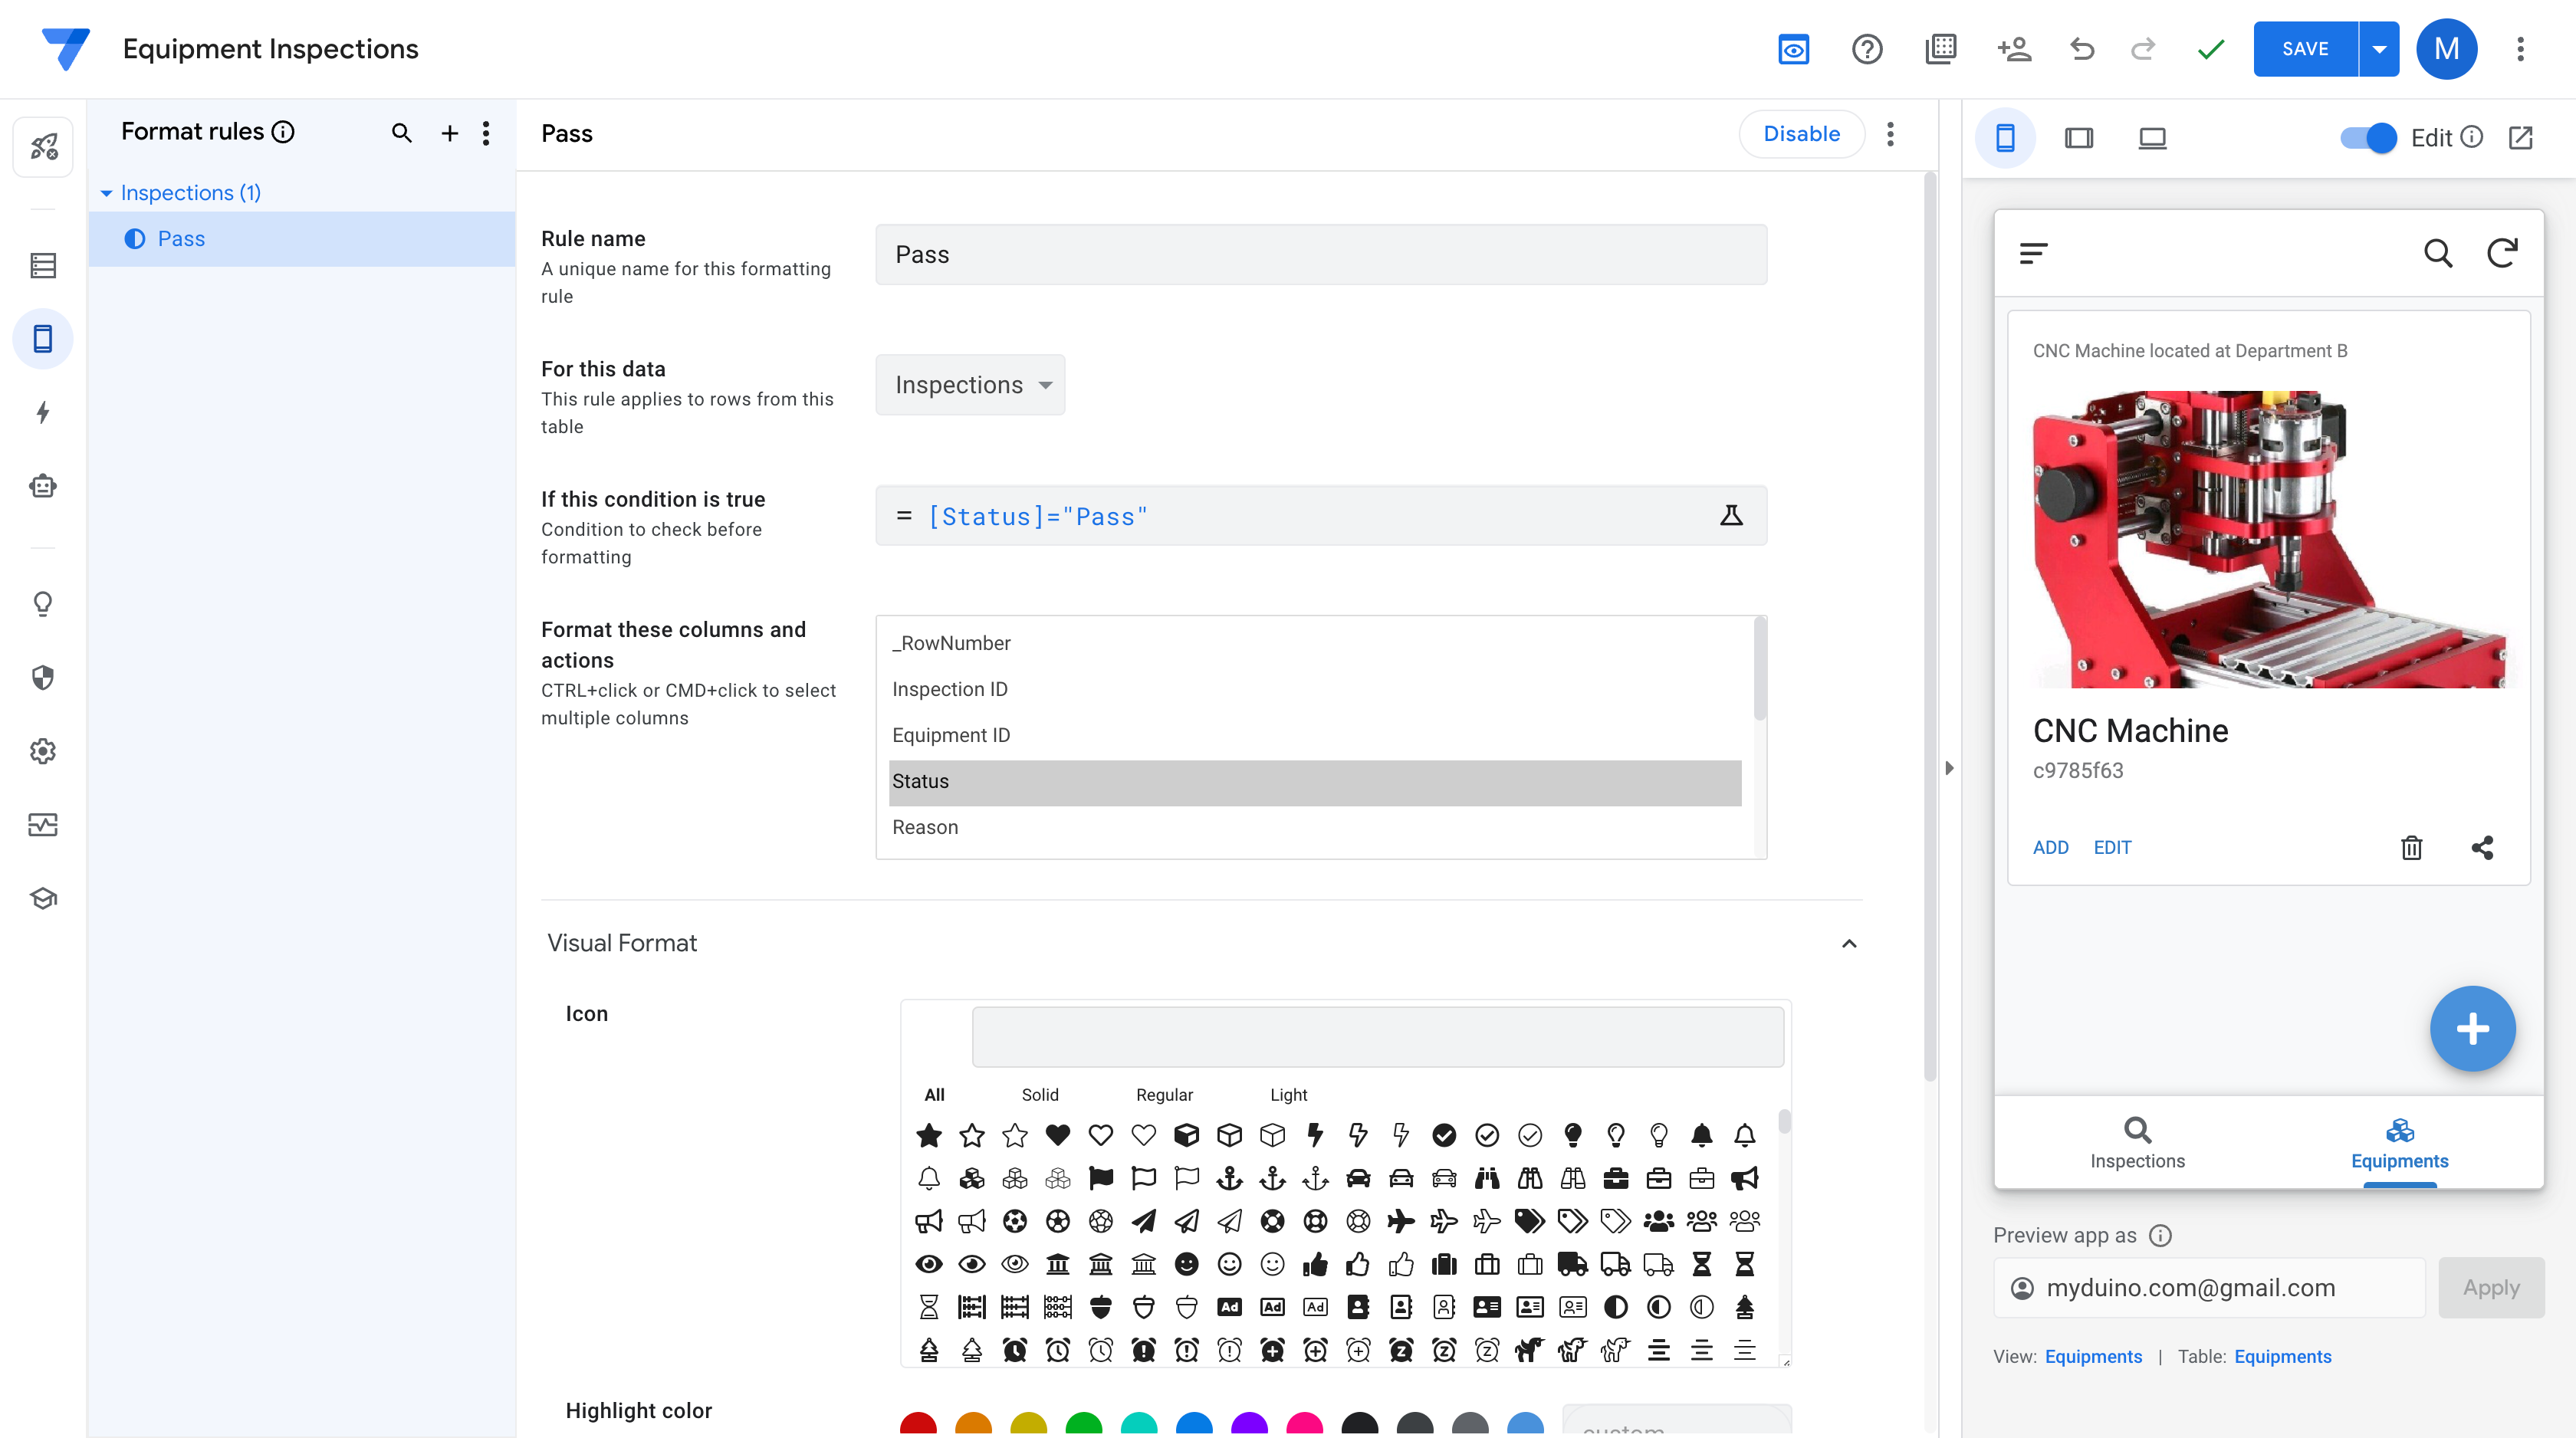 Equipment Inspections
SAVE
M
Format rules
Inspections (1)
Pass
Pass
Disable
Rule name
A unique name for this formatting
rule
Pass
For this data
This rule applies to rows from this
table
Inspections
If this condition is true
Condition to check before
formatting
= [Status]="Pass"
Format these columns and
actions
CTRL+click or CMD+click to select
multiple columns
_RowNumber
Inspection ID
Equipment ID
Status
Reason
Visual Format
Icon
All Solid Regular Light
Highlight color
custom
Edit
CNC Machine located at Department B
CNC Machine
c9785f63
ADD EDIT
Inspections
Equipments
Preview app as
myduino.com@gmail.com
Apply
View: Equipments | Table: Equipments